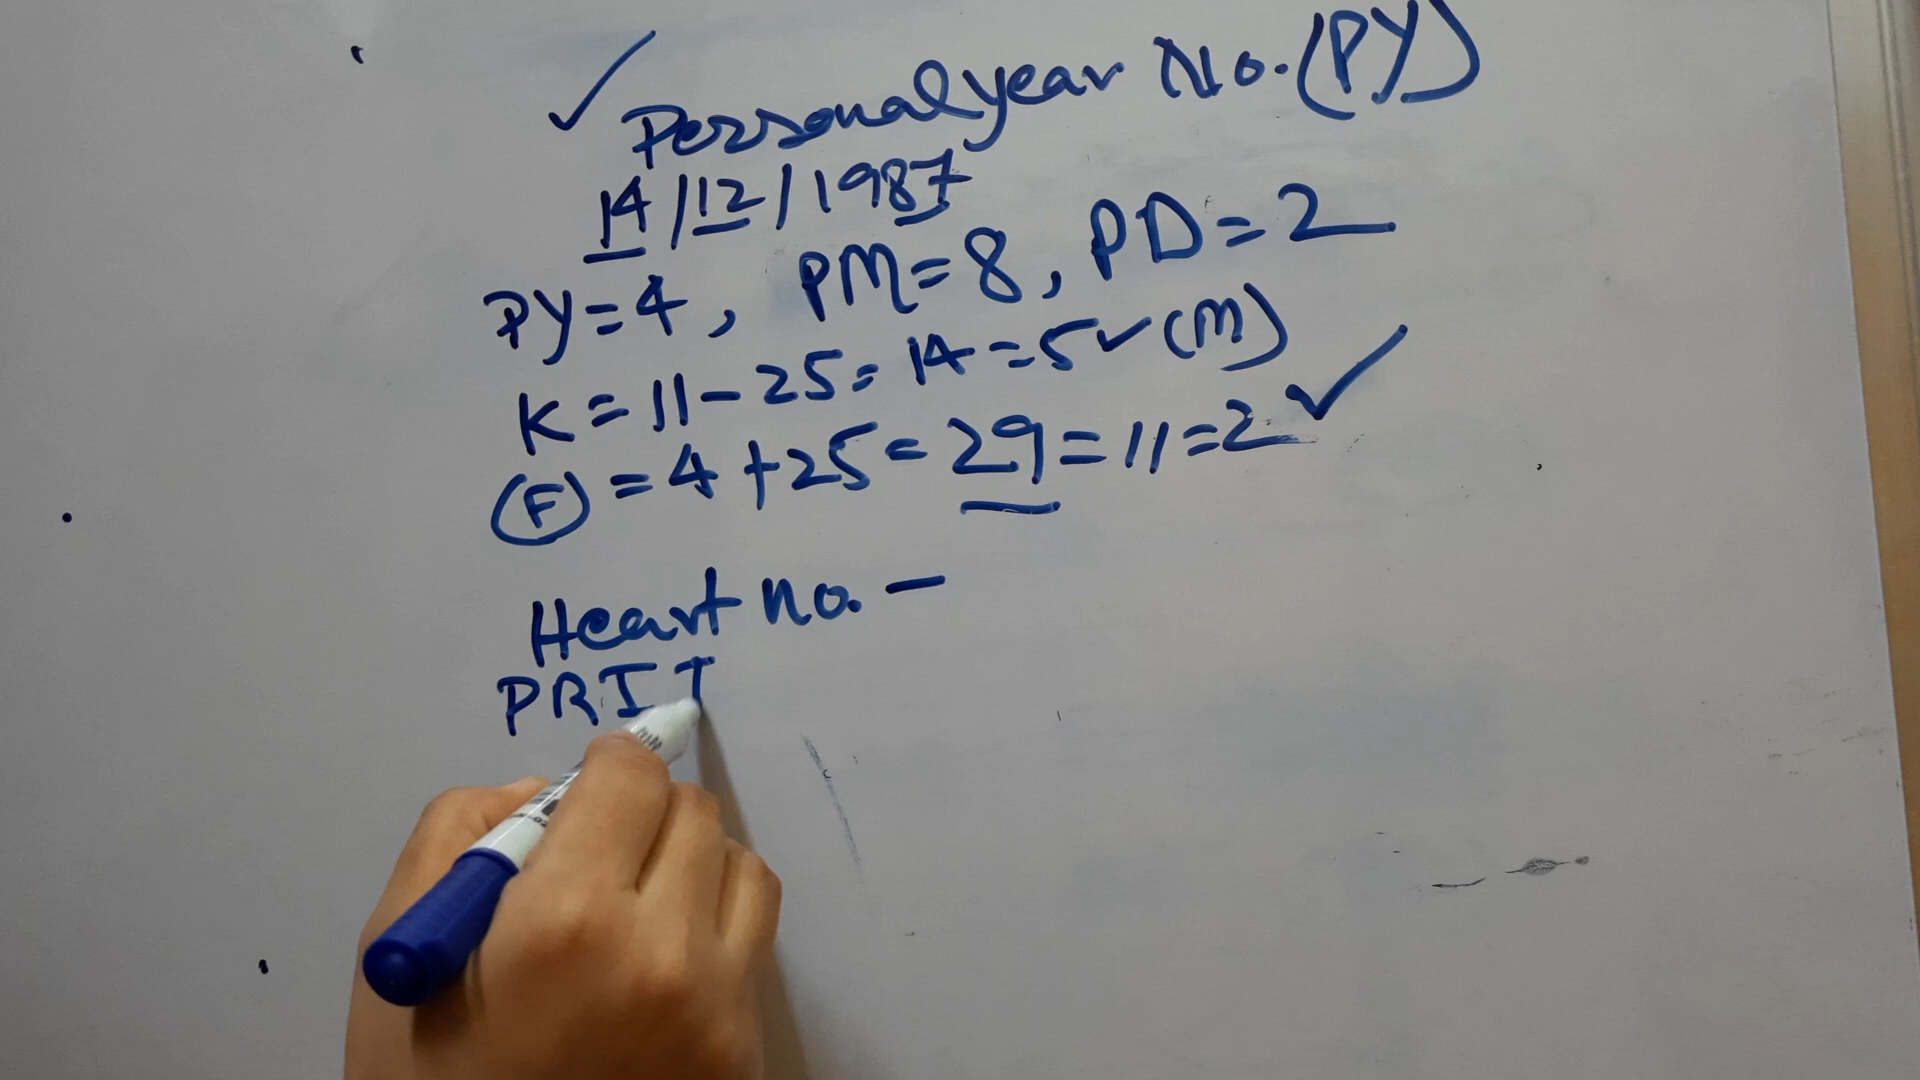 ✓ Personal year No. (PY)
14/12/1987
PY=4, PM=8, PD=2
K=11-25=14=5✓(M)
(F)=4+25=29=11=2✓
Heart no. -
PRIT